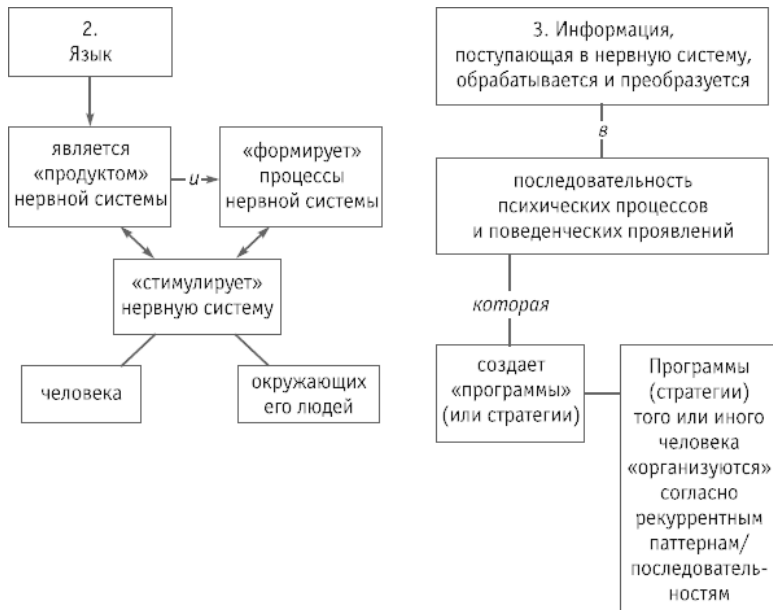 2.
Язык
является
«продуктом»
нервной системы
и
«формирует»
процессы
нервной системы
«стимулирует»
нервную систему
человека
окружающих
его людей
3. Информация,
поступающая в нервную систему,
обрабатывается и преобразуется
в
последовательность
психических процессов
и поведенческих проявлений
которая
создает
«программы»
(или стратегии)
Программы
(стратегии)
того или иного
человека
«организуются»
согласно
рекуррентным
паттернам/
последователь-
ностям